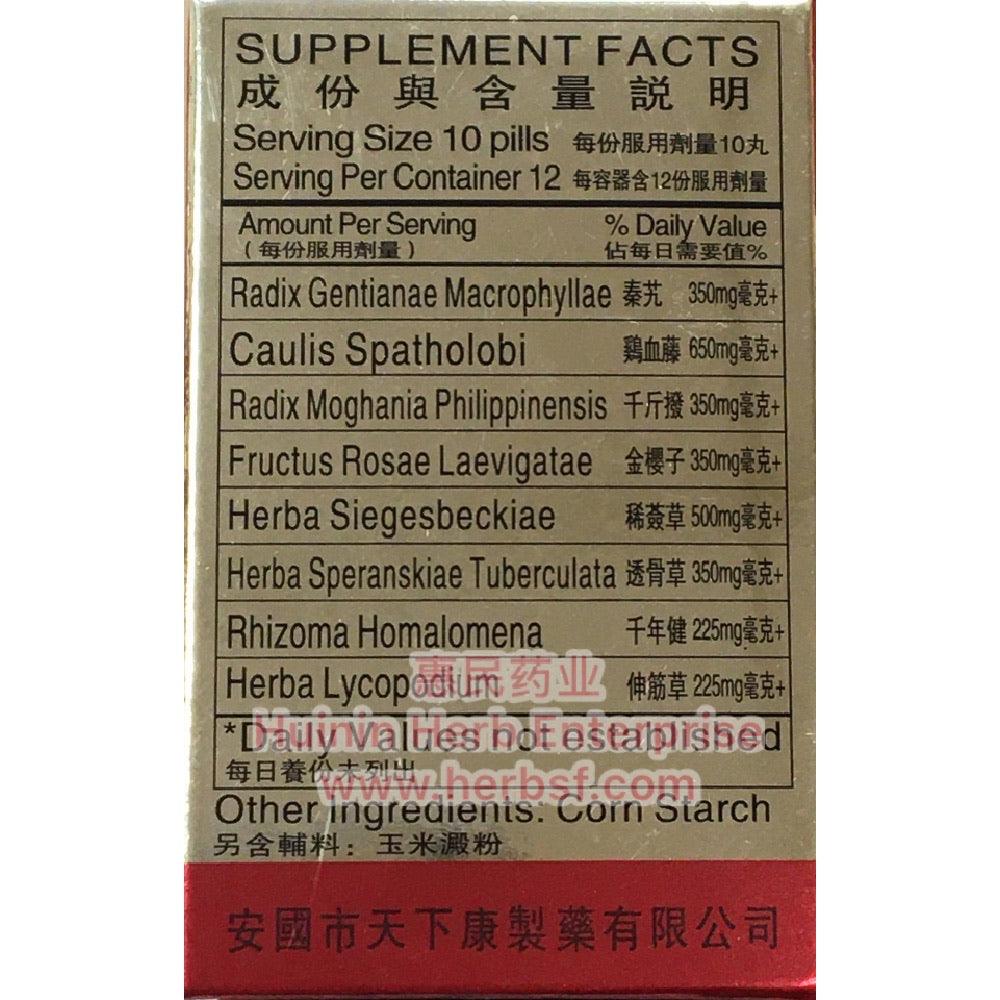 SUPPLEMENT FACTS
成份與含量説明
Serving Size 10 pills 每份服用劑量10丸
Serving Per Container 12 每容器含12份服用劑量
Amount Per Serving % Daily Value
(每份服用劑量) 佔每日需要值%
Radix Gentianae Macrophyllae 秦艽 350mg毫克+
Caulis Spatholobi 鷄血藤 650mg毫克+
Radix Moghania Philippinensis 千斤撥 350mg毫克+
Fructus Rosae Laevigatae 金櫻子 350mg毫克+
Herba Siegesbeckiae 稀薟草 500mg毫克+
Herba Speranskiae Tuberculata 透骨草 350mg毫克+
Rhizoma Homalomena 千年健 225mg毫克+
Herba Lycopodium 伸筋草 225mg毫克+
惠民药业
Huimin Herb Enterprise
*Daily Values not established
每日養份未列出
www.herbsf.com
Other Ingredients: Corn Starch
另含輔料：玉米澱粉
安國市天下康製藥有限公司